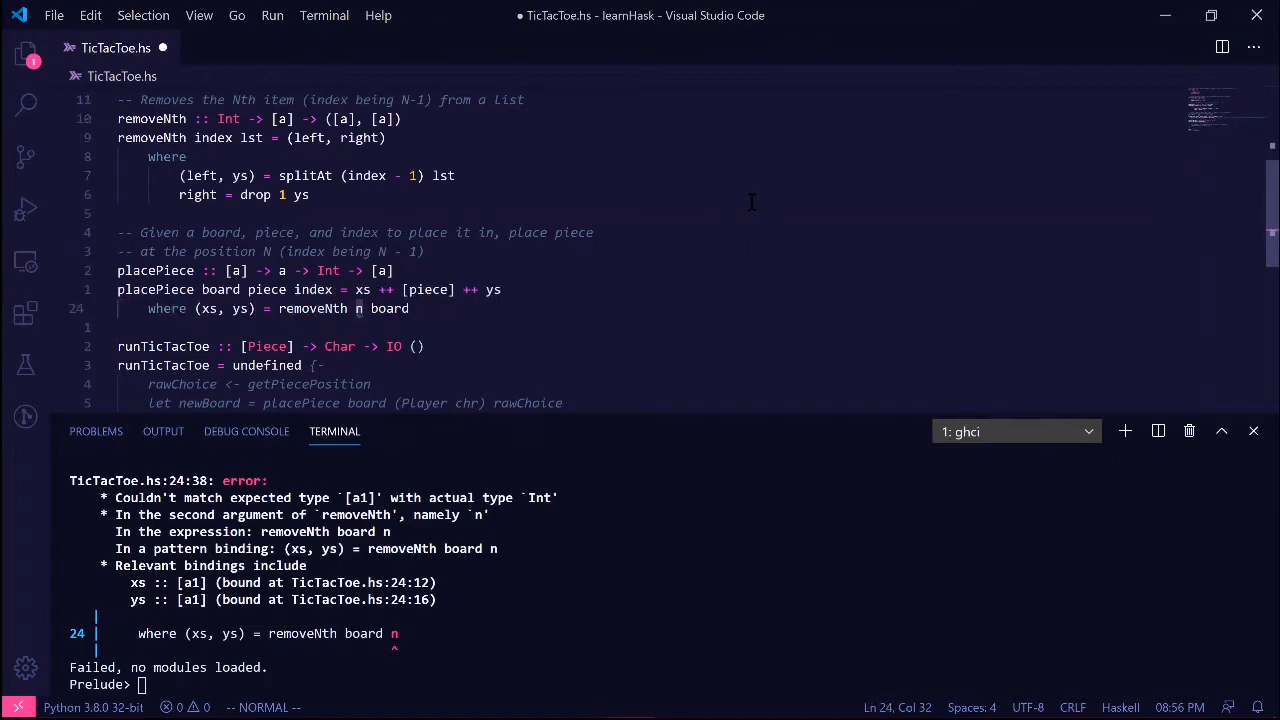 File Edit Selection View Go Run Terminal Help ● TicTacToe.hs - learnHask - Visual Studio Code
TicTacToe.hs ●
1
TicTacToe.hs
11 -- Removes the Nth item (index being N-1) from a list
10 removeNth :: Int -> [a] -> ([a], [a])
9 removeNth index lst = (left, right)
8 where
7 (left, ys) = splitAt (index - 1) lst
6 right = drop 1 ys
5
4 -- Given a board, piece, and index to place it in, place piece
3 -- at the position N (index being N - 1)
2 placePiece :: [a] -> a -> Int -> [a]
1 placePiece board piece index = xs ++ [piece] ++ ys
24 where (xs, ys) = removeNth n board
1
2 runTicTacToe :: [Piece] -> Char -> IO ()
3 runTicTacToe = undefined {-
4 rawChoice <- getPiecePosition
5 let newBoard = placePiece board (Player chr) rawChoice
PROBLEMS OUTPUT DEBUG CONSOLE TERMINAL 1: ghci
TicTacToe.hs:24:38: error:
* Couldn't match expected type `[a1]' with actual type `Int'
* In the second argument of `removeNth', namely `n'
In the expression: removeNth board n
In a pattern binding: (xs, ys) = removeNth board n
* Relevant bindings include
xs :: [a1] (bound at TicTacToe.hs:24:12)
ys :: [a1] (bound at TicTacToe.hs:24:16)
|
24 | where (xs, ys) = removeNth board n
| ^
Failed, no modules loaded.
Prelude>
Python 3.8.0 32-bit 0 0 -- NORMAL -- Ln 24, Col 32 Spaces: 4 UTF-8 CRLF Haskell 08:56 PM